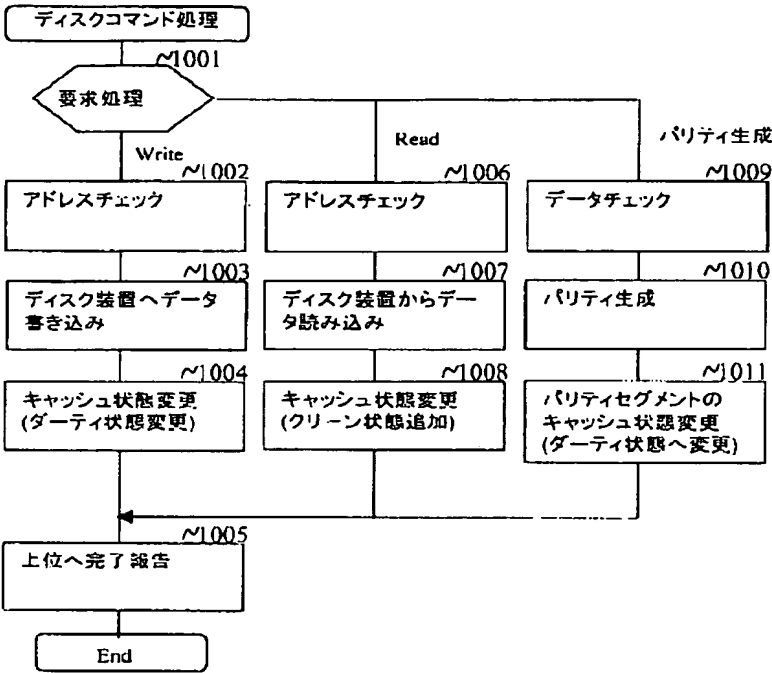 ディスクコマンド処理
~1001
要求処理
Write
Read
パリティ生成
~1002
アドレスチェック
~1006
アドレスチェック
~1009
データチェック
~1003
ディスク装置へデータ
書き込み
~1007
ディスク装置からデー
タ読み込み
~1010
パリティ生成
~1004
キャッシュ状態変更
(ダーティ状態変更)
~1008
キャッシュ状態変更
(クリーン状態追加)
~1011
パリティセグメントの
キャッシュ状態変更
(ダーティ状態へ変更)
~1005
上位へ完了報告
End